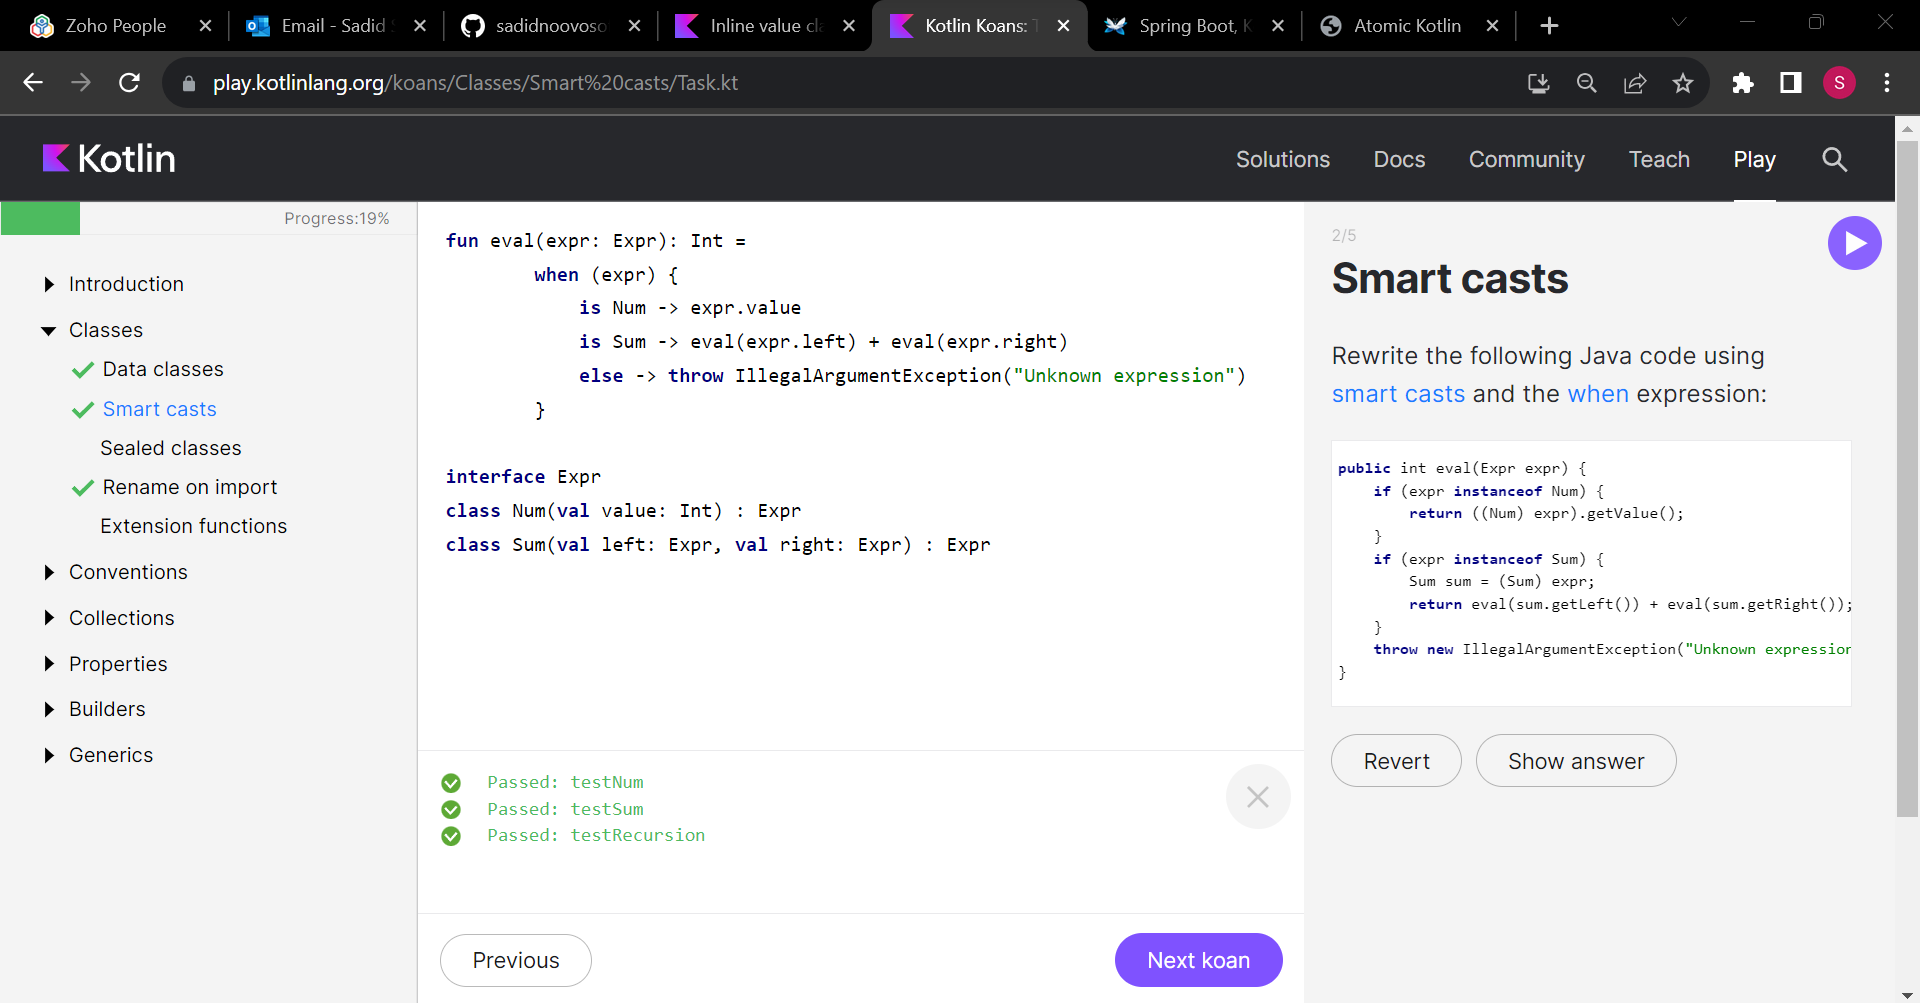 Zoho People
Email - Sadid
sadidnoovoso
Inline value cla
Kotlin Koans:
Spring Boot, K
Atomic Kotlin
play.kotlinlang.org/koans/Classes/Smart%20casts/Task.kt
S
Kotlin
Solutions
Docs
Community
Teach
Play
Progress:19%
Introduction
Classes
Data classes
Smart casts
Sealed classes
Rename on import
Extension functions
Conventions
Collections
Properties
Builders
Generics
fun eval(expr: Expr): Int =
when (expr) {
is Num -> expr.value
is Sum -> eval(expr.left) + eval(expr.right)
else -> throw IllegalArgumentException("Unknown expression")
}
interface Expr
class Num(val value: Int) : Expr
class Sum(val left: Expr, val right: Expr) : Expr
Passed: testNum
Passed: testSum
Passed: testRecursion
Previous
Next koan
2/5
Smart casts
Rewrite the following Java code using
smart casts and the when expression:
public int eval(Expr expr) {
if (expr instanceof Num) {
return ((Num) expr).getValue();
}
if (expr instanceof Sum) {
Sum sum = (Sum) expr;
return eval(sum.getLeft()) + eval(sum.getRight());
}
throw new IllegalArgumentException("Unknown expression
}
Revert
Show answer